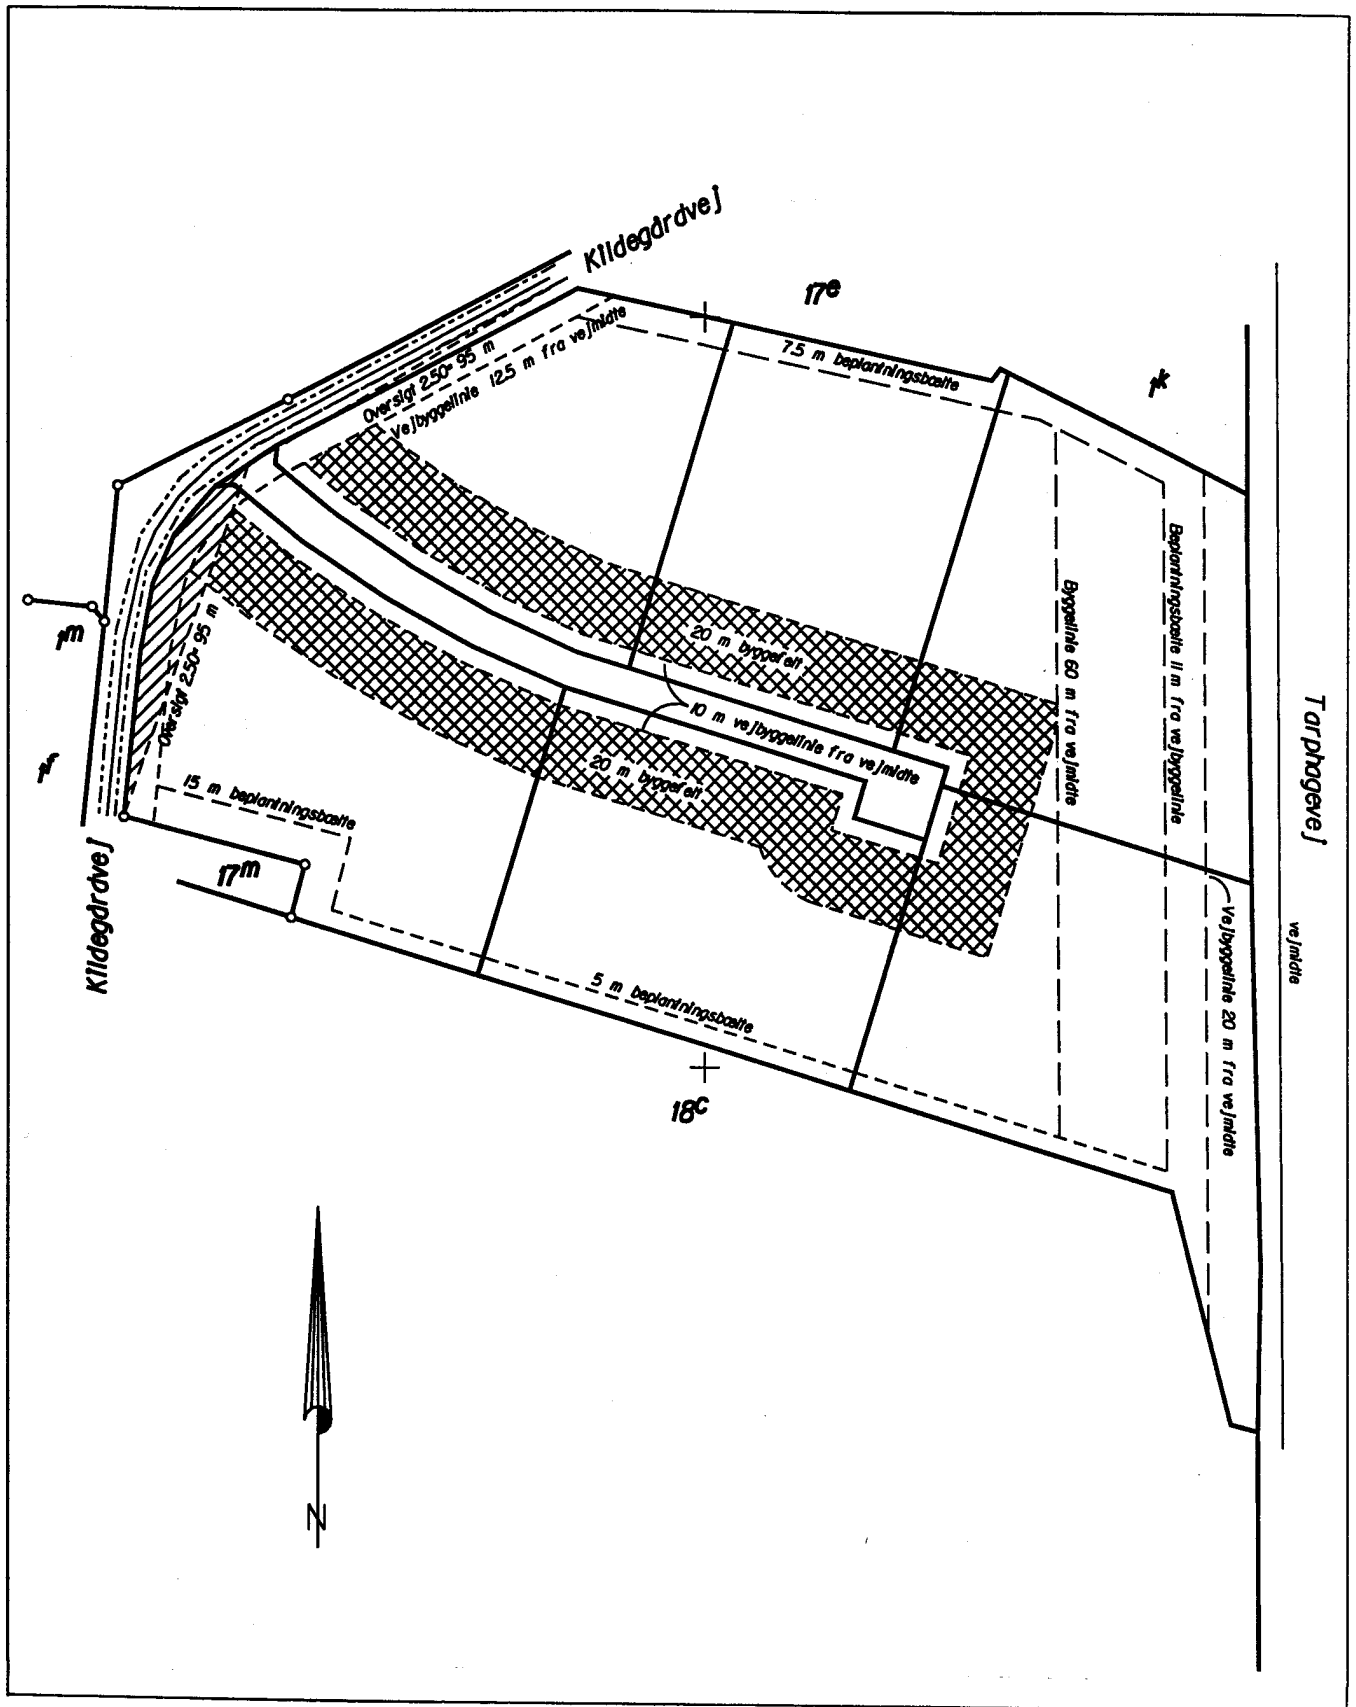 Kildegårdvej
17e
1k
7.5 m beplantningsbælte
Oversigt 2.50* 95 m
Vejbyggelinie 12.5 m fra vejmidte
Beplantningsbælte 11 m fra vejbyggelinie
Byggelinie 60 m fra vejmidte
Tarphagevej
vejmidte
1m
20 m byggefelt
10 m vejbyggelinie fra vejmidte
20 m byggefelt
Oversigt 2.50* 95 m
15 m beplantningsbælte
17m
Kildegårdvej
Vejbyggelinie 20 m fra vejmidte
5 m beplantningsbælte
18c
N